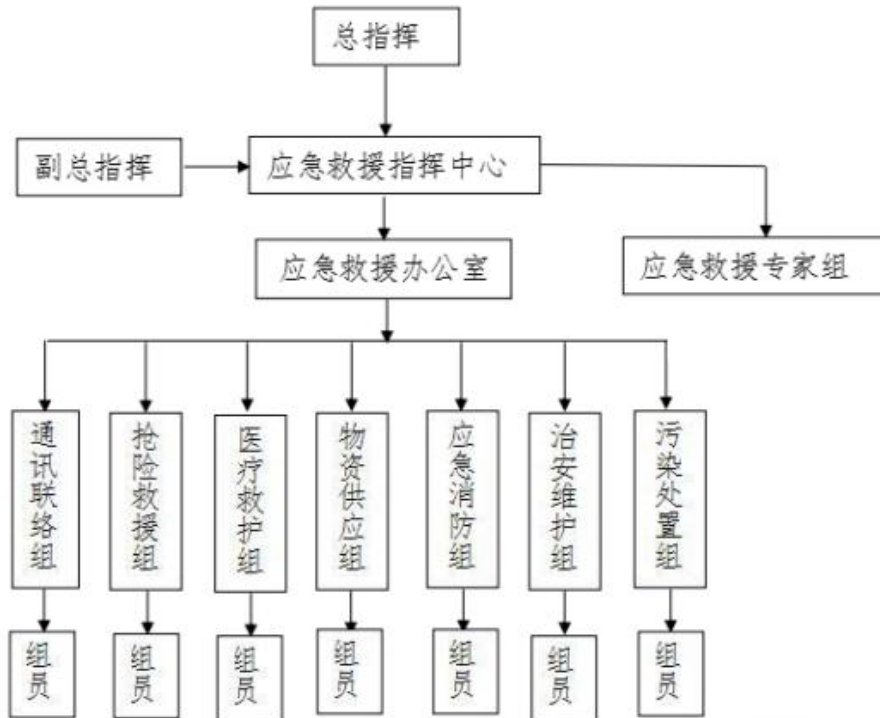 总指挥
副总指挥
应急救援指挥中心
应急救援办公室
应急救援专家组
通讯联络组
抢险救援组
医疗救护组
物资供应组
应急消防组
治安维护组
污染处置组
组员
组员
组员
组员
组员
组员
组员